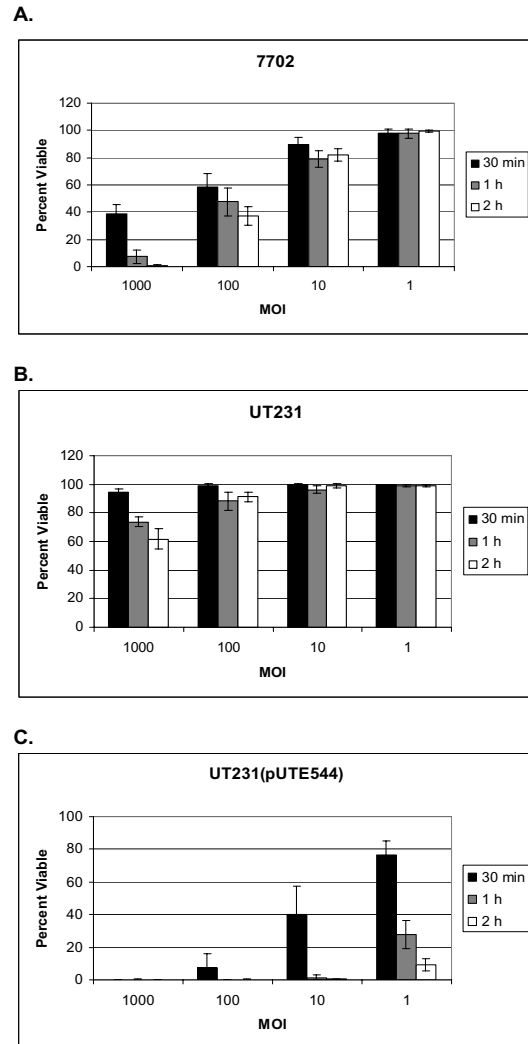 A.
7702
Percent Viable
120
100
80
60
40
20
0
1000 100 10 1
MOI
30 min
1 h
2 h
B.
UT231
Percent Viable
120
100
80
60
40
20
0
1000 100 10 1
MOI
30 min
1 h
2 h
C.
UT231(pUTE544)
Percent Viable
100
80
60
40
20
0
1000 100 10 1
MOI
30 min
1 h
2 h